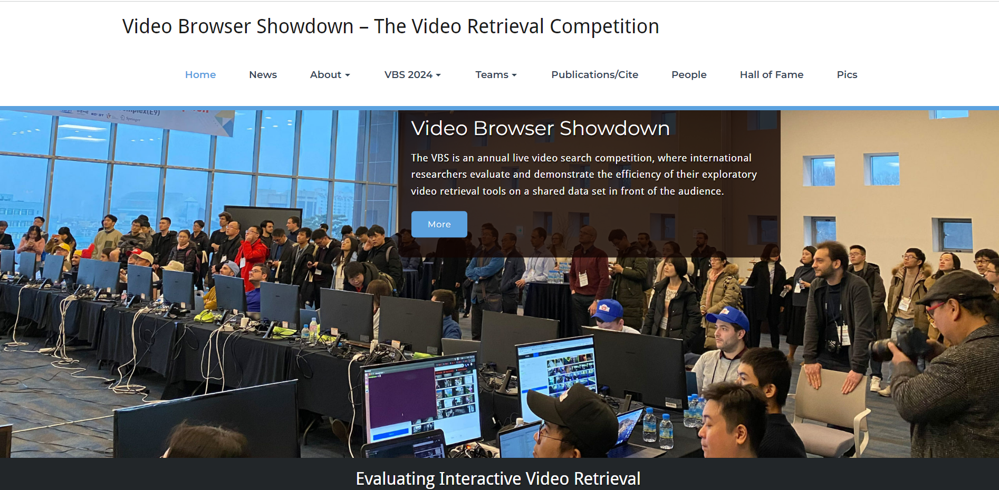 Video Browser Showdown – The Video Retrieval Competition
Home News About VBS 2024 Teams Publications/Cite People Hall of Fame Pics
(E9)
Springer
Video Browser Showdown
The VBS is an annual live video search competition, where international
researchers evaluate and demonstrate the efficiency of their exploratory
video retrieval tools on a shared data set in front of the audience.
More
Evaluating Interactive Video Retrieval